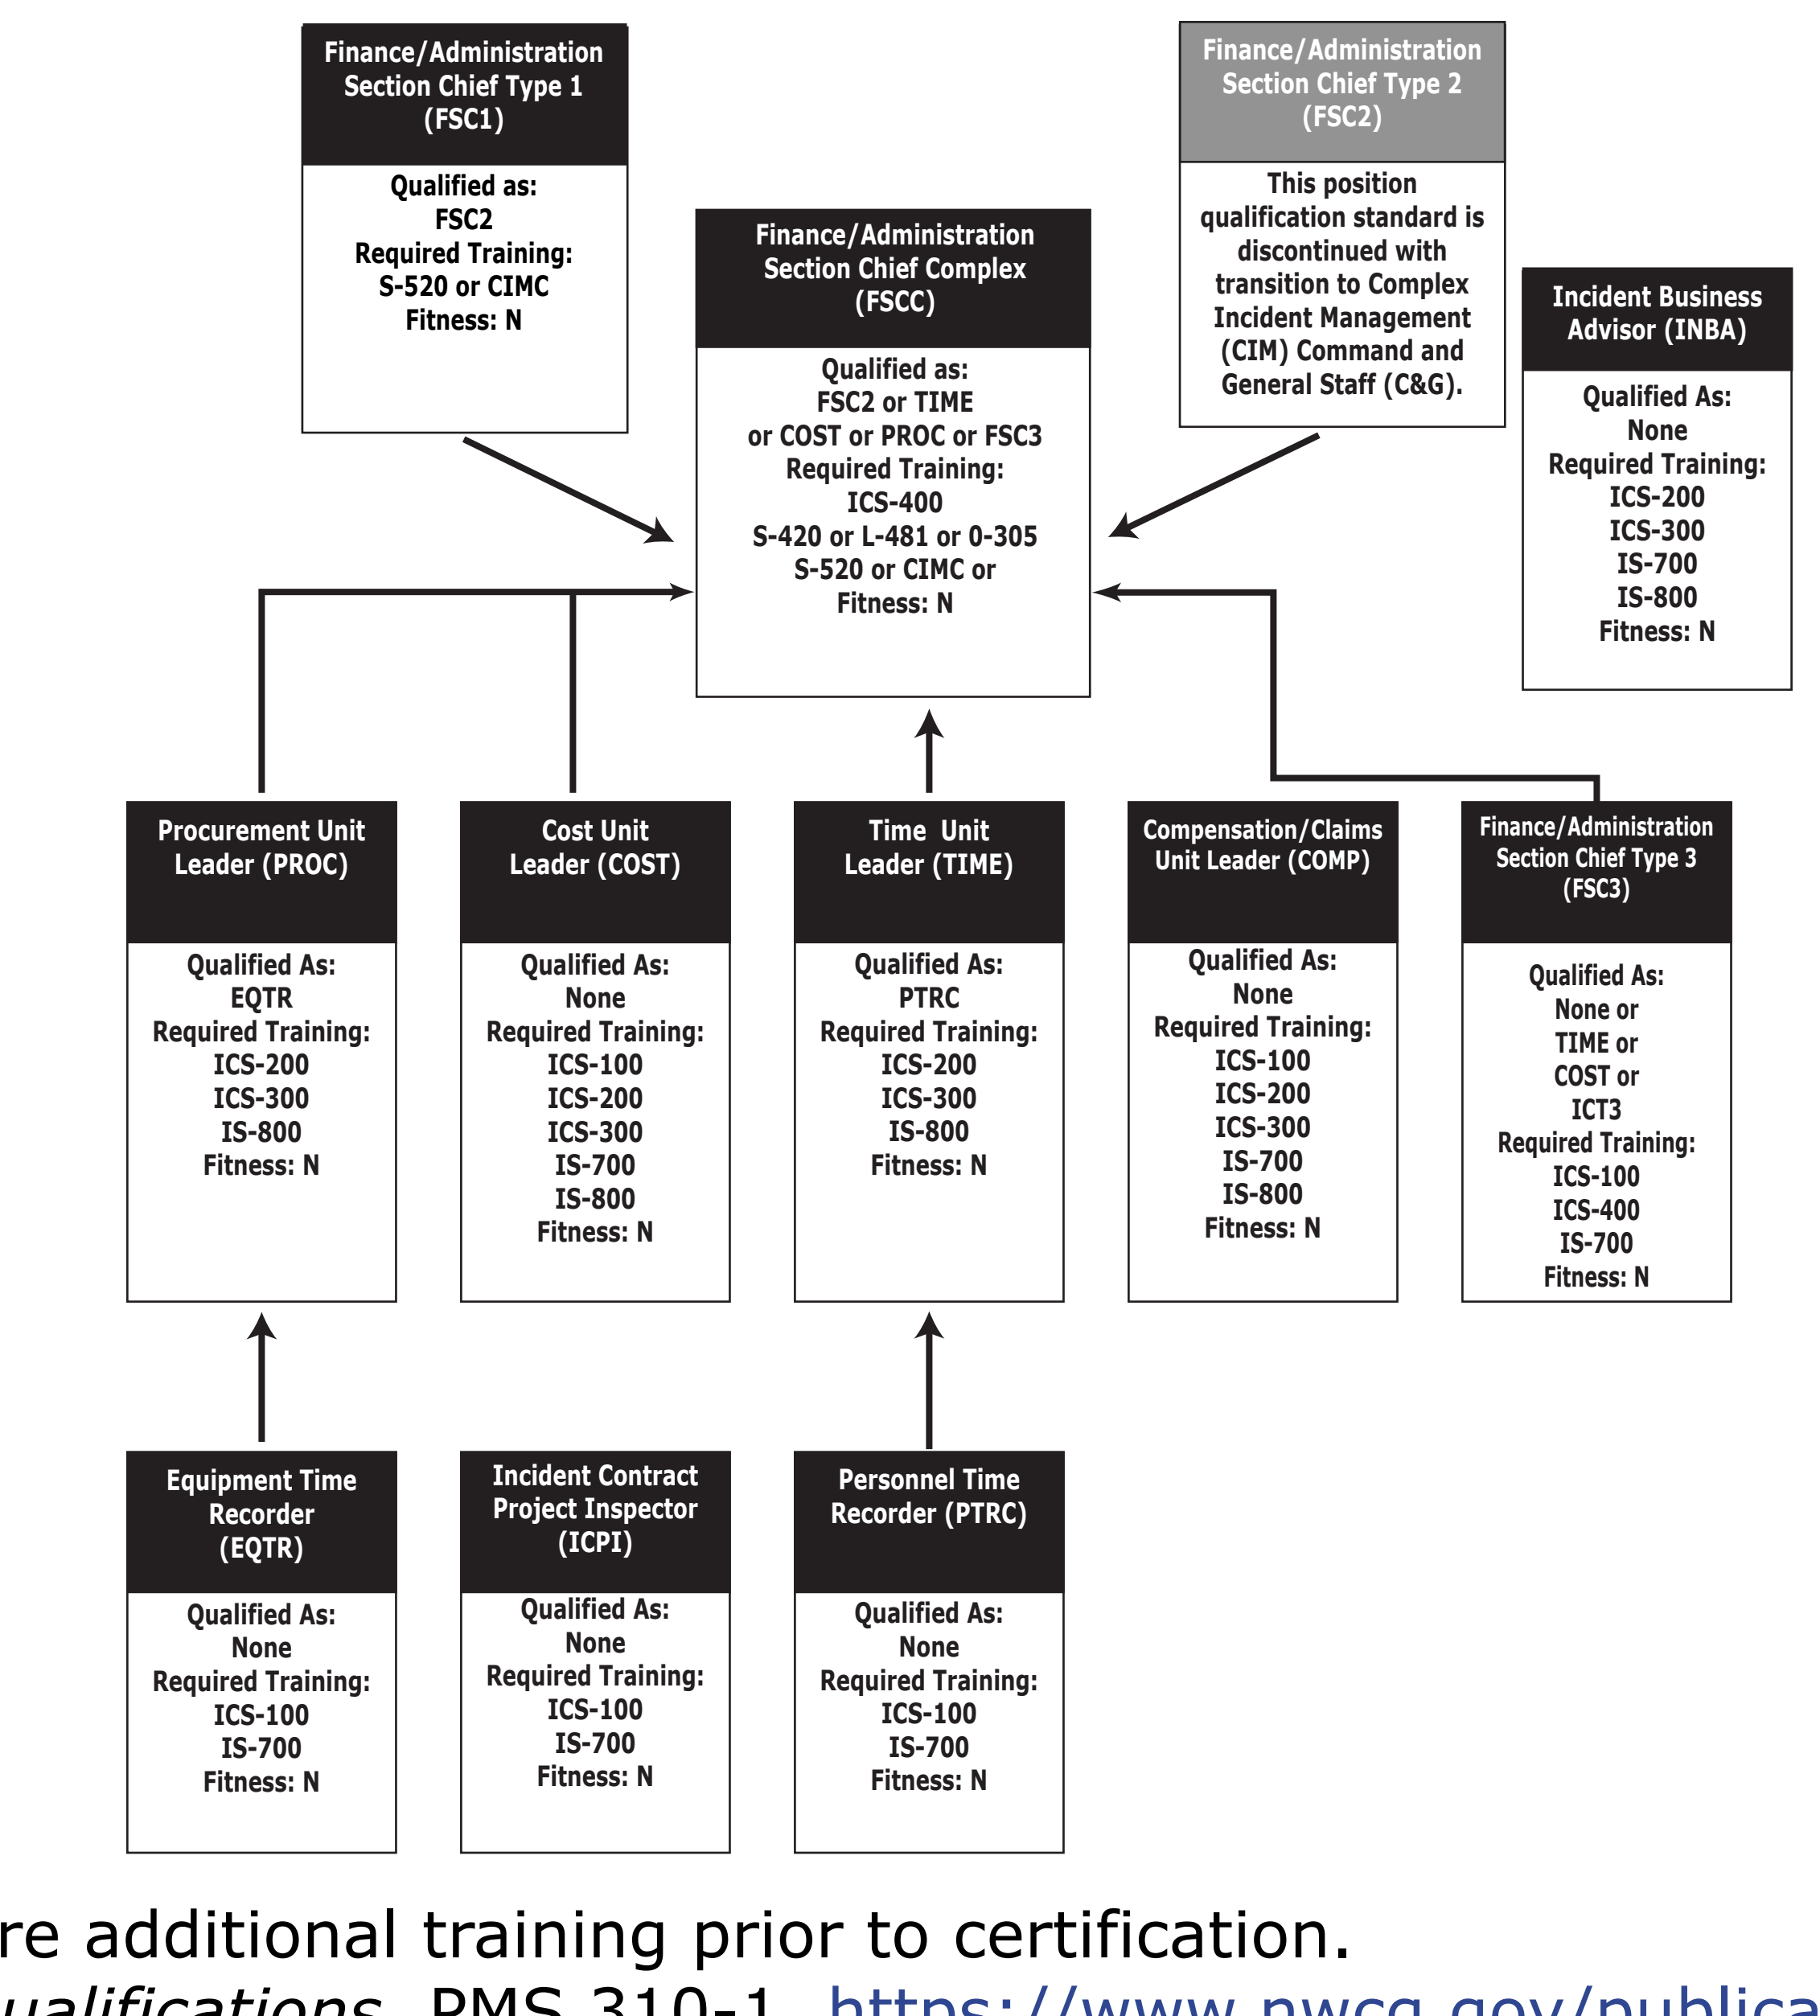 Finance/Administration
Section Chief Type 1
(FSC1)
Qualified as:
FSC2
Required Training:
S-520 or CIMC
Fitness: N
Finance/Administration
Section Chief Complex
(FSCC)
Qualified as:
FSC2 or TIME
or COST or PROC or FSC3
Required Training:
ICS-400
S-420 or L-481 or 0-305
S-520 or CIMC or
Fitness: N
Finance/Administration
Section Chief Type 2
(FSC2)
This position
qualification standard is
discontinued with
transition to Complex
Incident Management
(CIM) Command and
General Staff (C&G).
Incident Business
Advisor (INBA)
Qualified As:
None
Required Training:
ICS-200
ICS-300
IS-700
IS-800
Fitness: N
Procurement Unit
Leader (PROC)
Qualified As:
EQTR
Required Training:
ICS-200
ICS-300
IS-800
Fitness: N
Cost Unit
Leader (COST)
Qualified As:
None
Required Training:
ICS-100
ICS-200
ICS-300
IS-700
IS-800
Fitness: N
Time Unit
Leader (TIME)
Qualified As:
PTRC
Required Training:
ICS-200
ICS-300
IS-800
Fitness: N
Compensation/Claims
Unit Leader (COMP)
Qualified As:
None
Required Training:
ICS-100
ICS-200
ICS-300
IS-700
IS-800
Fitness: N
Finance/Administration
Section Chief Type 3
(FSC3)
Qualified As:
None or
TIME or
COST or
ICT3
Required Training:
ICS-100
ICS-400
IS-700
Fitness: N
Equipment Time
Recorder
(EQTR)
Qualified As:
None
Required Training:
ICS-100
IS-700
Fitness: N
Incident Contract
Project Inspector
(ICPI)
Qualified As:
None
Required Training:
ICS-100
IS-700
Fitness: N
Personnel Time
Recorder (PTRC)
Qualified As:
None
Required Training:
ICS-100
IS-700
Fitness: N
re additional training prior to certification.
ualifications, PMS 310-1, https://www.nwcg.gov/publica